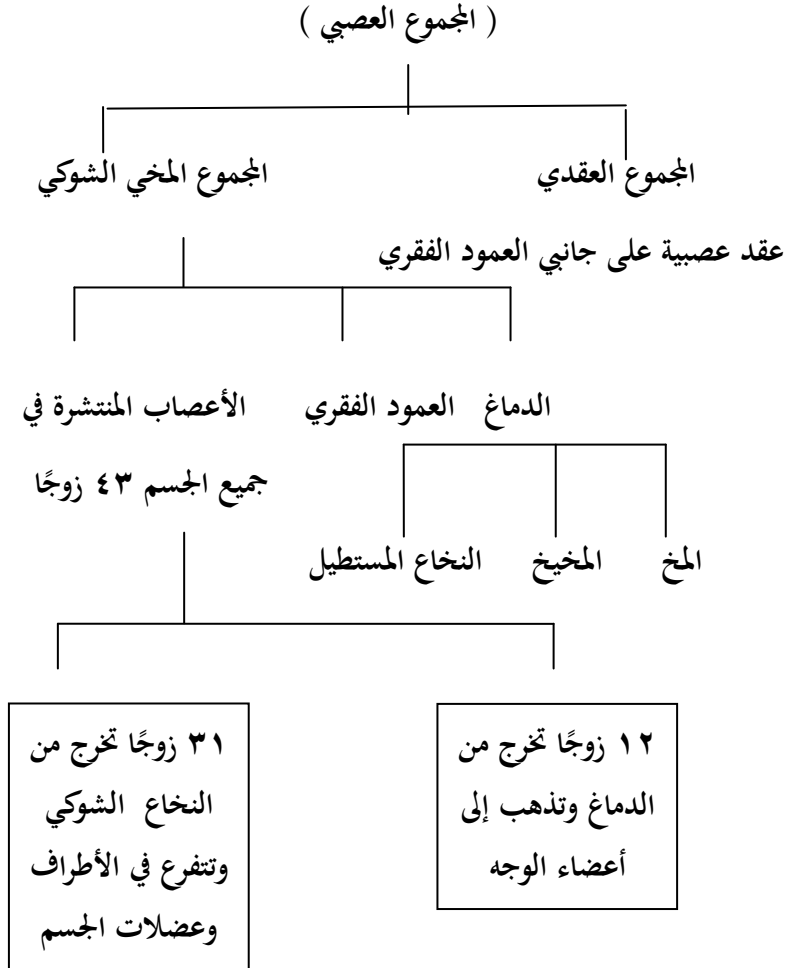 ( المجموع العصبي )
المجموع العقدي
المجموع المخي الشوكي
عقد عصبية على جانبي العمود الفقري
الدماغ
العمود الفقري
الأعصاب المنتشرة في
جميع الجسم ٤٣ زوجًا
المخ
المخيخ
النخاع المستطيل
١٢ زوجًا تخرج من
الدماغ وتذهب إلى
أعضاء الوجه
٣١ زوجًا تخرج من
النخاع الشوكي
وتتفرع في الأطراف
وعضلات الجسم